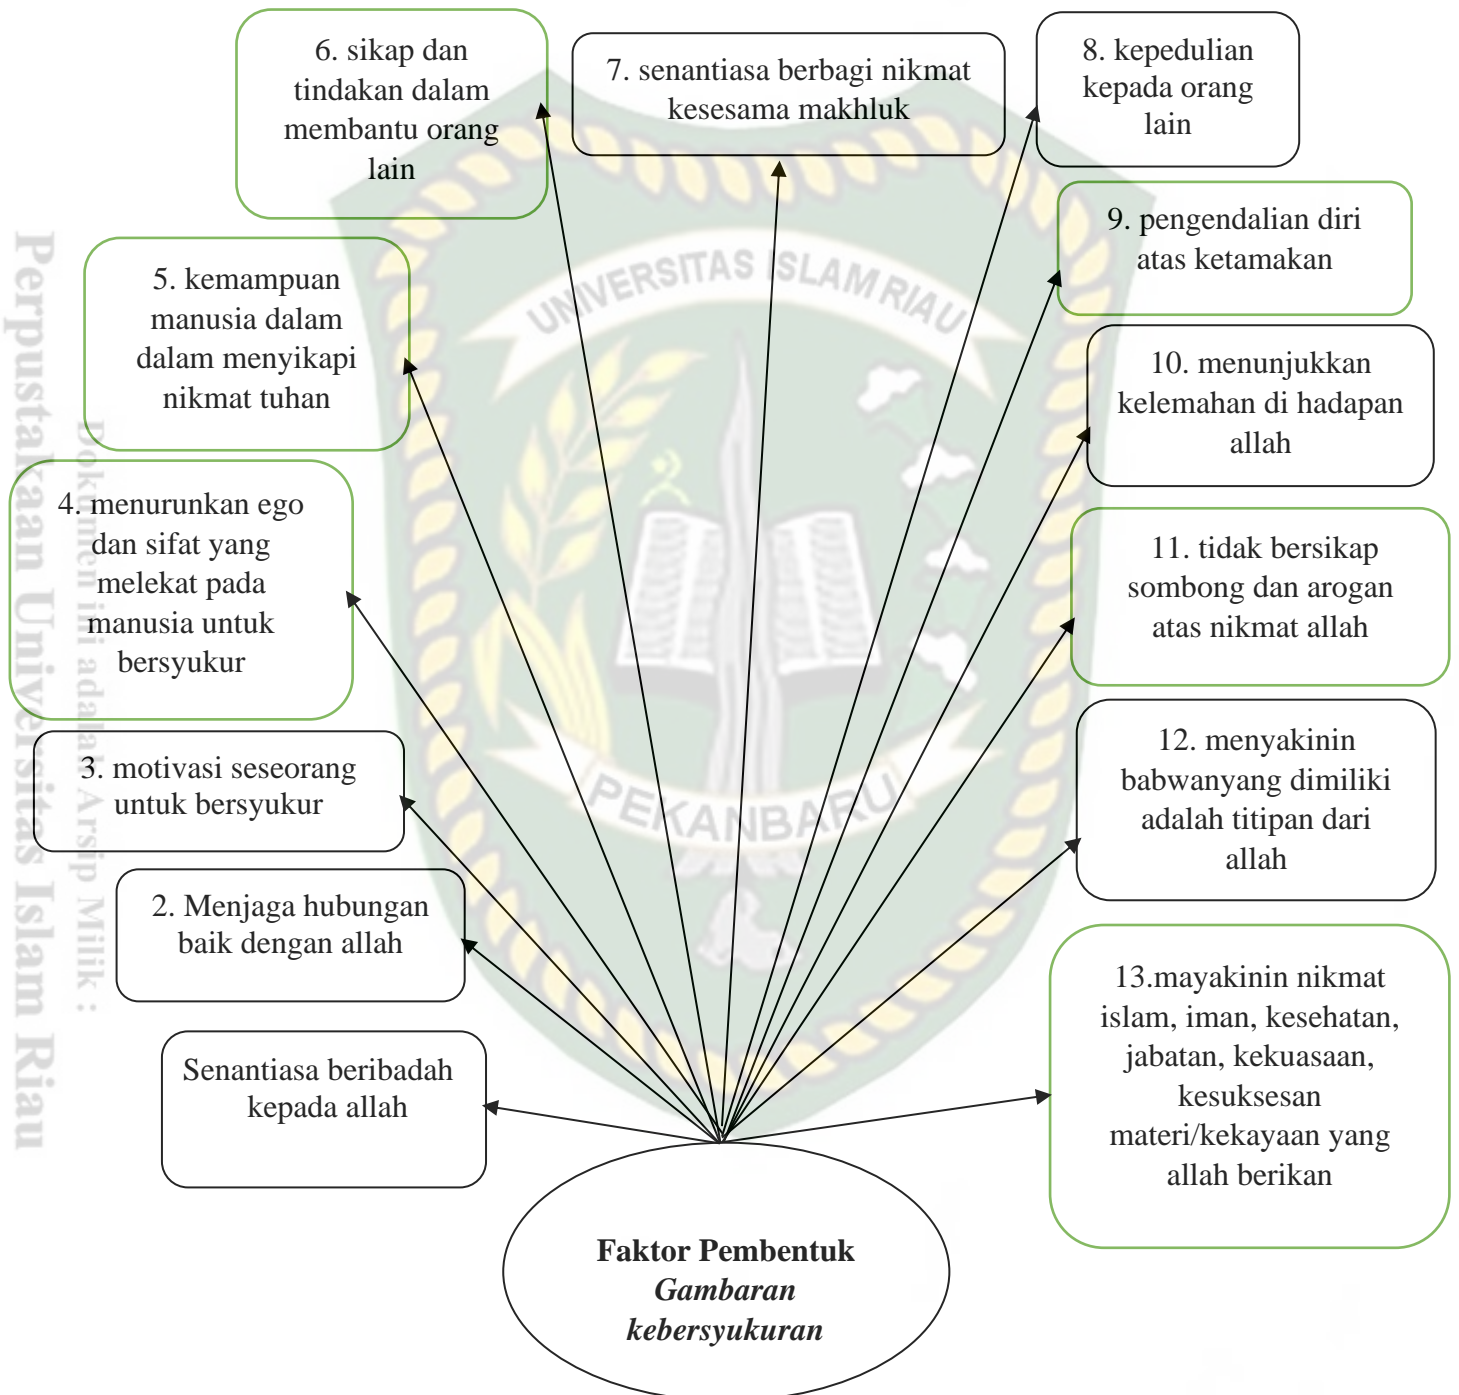 6. sikap dan
tindakan dalam
membantu orang
lain
7. senantiasa berbagi nikmat
kesesama makhluk
8. kepedulian
kepada orang
lain
9. pengendalian diri
atas ketamakan
5. kemampuan
manusia dalam
dalam menyikapi
nikmat tuhan
10. menunjukkan
kelemahan di hadapan
allah
4. menurunkan ego
dan sifat yang
melekat pada
manusia untuk
bersyukur
11. tidak bersikap
sombong dan arogan
atas nikmat allah
3. motivasi seseorang
untuk bersyukur
12. menyakinin
babwanyang dimiliki
adalah titipan dari
allah
2. Menjaga hubungan
baik dengan allah
13.mayakinin nikmat
islam, iman, kesehatan,
jabatan, kekuasaan,
kesuksesan
materi/kekayaan yang
allah berikan
Senantiasa beribadah
kepada allah
Faktor Pembentuk
Gambaran
kebersyukuran
UNIVERSITAS ISLAM RIAU
PEKANBARU
Dokumen ini adalah Arsip Milik :
Perpustakaan Universitas Islam Riau